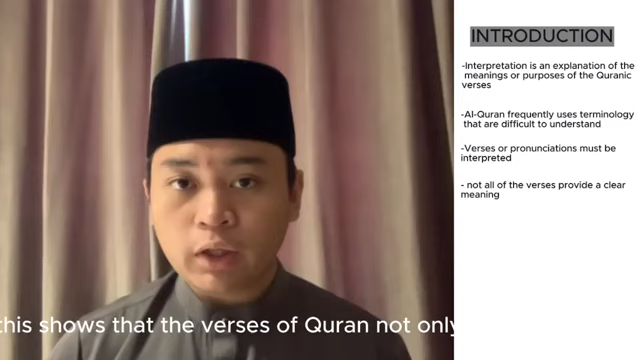 INTRODUCTION
-Interpretation is an explanation of the
meanings or purposes of the Quranic
verses
-Al-Quran frequently uses terminology
that are difficult to understand
-Verses or pronunciations must be
interpreted
- not all of the verses provide a clear
meaning
this shows that the verses of Quran not only